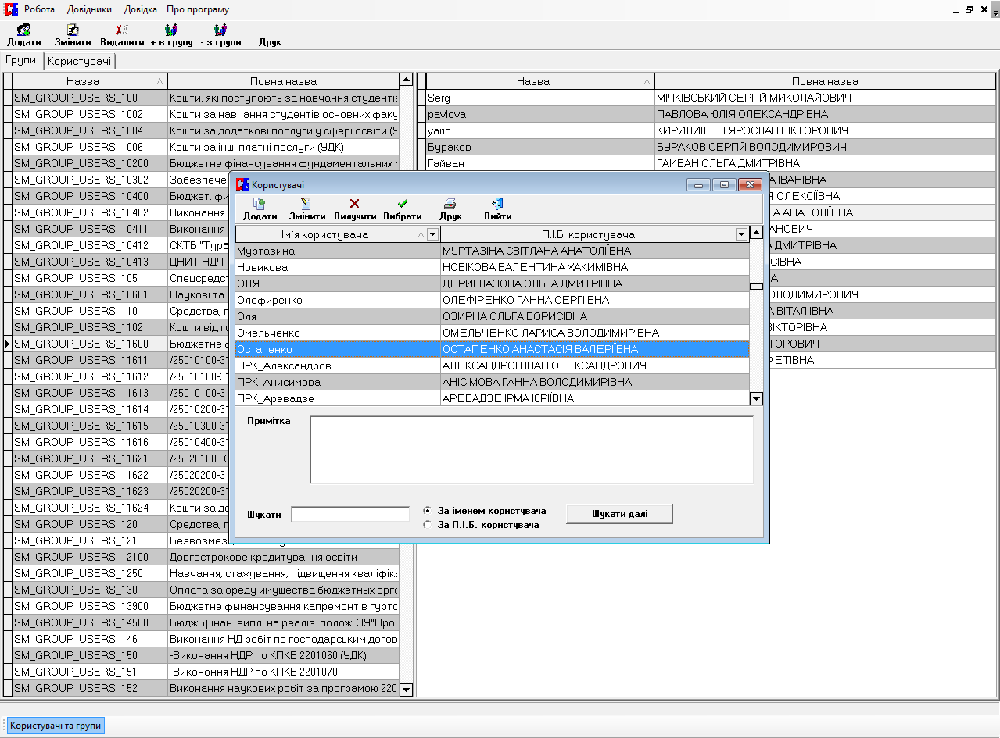 Робота Довідники Довідка Про програму
Додати Змінити Видалити + в групу - з групи Друк
Групи Користувачі
Назва Повна назва
SM_GROUP_USERS_100 Кошти, які поступають за навчання студентів
SM_GROUP_USERS_1002 Кошти за навчання студентів основних факу
SM_GROUP_USERS_1004 Кошти за додаткові послуги у сфері освіти (У
SM_GROUP_USERS_1006 Кошти за інші платні послуги (УДК)
SM_GROUP_USERS_10200 Бюджетне фінансування фундаментальних р
SM_GROUP_USERS_10302 Забезпече
SM_GROUP_USERS_10400 Бюджет. фі
SM_GROUP_USERS_10402 Виконання
SM_GROUP_USERS_10411 Виконання
SM_GROUP_USERS_10412 СКТБ "Турб
SM_GROUP_USERS_10413 ЦНИТ НДЧ
SM_GROUP_USERS_105 Спецсредст
SM_GROUP_USERS_10601 Наукові та
SM_GROUP_USERS_110 Средства, п
SM_GROUP_USERS_1102 Кошти від го
SM_GROUP_USERS_11600 Бюджетне ф
SM_GROUP_USERS_11611 /25010100-31
SM_GROUP_USERS_11612 /25010100-31
SM_GROUP_USERS_11613 /25010100-31
SM_GROUP_USERS_11614 /25010200-31
SM_GROUP_USERS_11615 /25010300-31
SM_GROUP_USERS_11616 /25010400-31
SM_GROUP_USERS_11621 /25020100 С
SM_GROUP_USERS_11622 /25020200-31
SM_GROUP_USERS_11623 /25020200-31
SM_GROUP_USERS_11624 Кошти за до
SM_GROUP_USERS_120 Средства, п
SM_GROUP_USERS_121 Безвозмез
SM_GROUP_USERS_12100 Довгострокове кредитування освіти
SM_GROUP_USERS_1250 Навчання, стажування, підвищення кваліфіка
SM_GROUP_USERS_130 Оплата за ареду имущества бюджетных орга
SM_GROUP_USERS_13900 Бюджетне фынансування капремонтів гурто
SM_GROUP_USERS_14500 Бюдж. фінан. випл. на реаліз. полож. ЗУ"Про
SM_GROUP_USERS_146 Виконання НД робіт по господарським догов
SM_GROUP_USERS_150 -Виконання НДР по КПКВ 2201060 (УДК)
SM_GROUP_USERS_151 -Виконання НДР по КПКВ 2201070
SM_GROUP_USERS_152 Виконання наукових робіт за програмою 220
Назва Повна назва
Serg МІЧКІВСЬКИЙ СЕРГІЙ МИКОЛАЙОВИЧ
pavlova ПАВЛОВА ЮЛІЯ ОЛЕКСАНДРІВНА
yaric КИРИЛИШЕН ЯРОСЛАВ ВІКТОРОВИЧ
Бураков БУРАКОВ СЕРГІЙ ВОЛОДИМИРОВИЧ
Гайван ГАЙВАН ОЛЬГА ДМИТРІВНА
А ІВАНІВНА
Я ОЛЕКСІЇВНА
НА АНАТОЛІЇВНА
АНОВИЧ
А ДМИТРІВНА
СІВНА
А
ОЛОДИМИРОВИЧ
А ВІТАЛІЇВНА
ВІКТОРІВНА
ТОРОВИЧ
РЕТІВНА
Користувачі
Додати Змінити Вилучити Вибрати Друк Вийти
Ім`я користувача П.І.Б. користувача
Муртазина МУРТАЗІНА СВІТЛАНА АНАТОЛІЇВНА
Новикова НОВІКОВА ВАЛЕНТИНА ХАКИМІВНА
ОЛЯ ДЕРИГЛАЗОВА ОЛЬГА ДМИТРІВНА
Олефиренко ОЛЕФІРЕНКО ГАННА СЕРГІЇВНА
Оля ОЗИРНА ОЛЬГА БОРИСІВНА
Омельченко ОМЕЛЬЧЕНКО ЛАРИСА ВОЛОДИМИРІВНА
Остапенко ОСТАПЕНКО АНАСТАСІЯ ВАЛЕРІЇВНА
ПРК_Александров АЛЕКСАНДРОВ ІВАН ОЛЕКСАНДРОВИЧ
ПРК_Анисимова АНІСІМОВА ГАННА ВОЛОДИМИРІВНА
ПРК_Аревадзе АРЕВАДЗЕ ІРМА ЮРІЇВНА
Примітка
Шукати За іменем користувача Шукати далі
За П.І.Б. користувача
Користувачі та групи